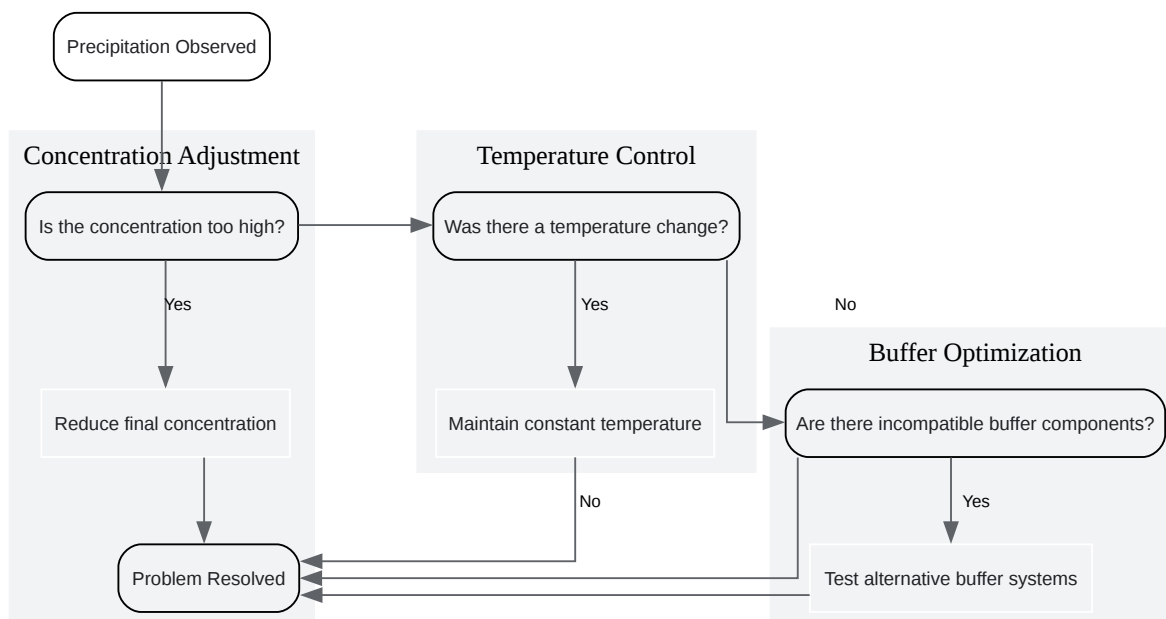 Precipitation Observed
Concentration Adjustment
Temperature Control
Is the concentration too high?
Was there a temperature change?
Yes
Yes
No
Buffer Optimization
Reduce final concentration
Maintain constant temperature
Are there incompatible buffer components?
No
Yes
Problem Resolved
Test alternative buffer systems